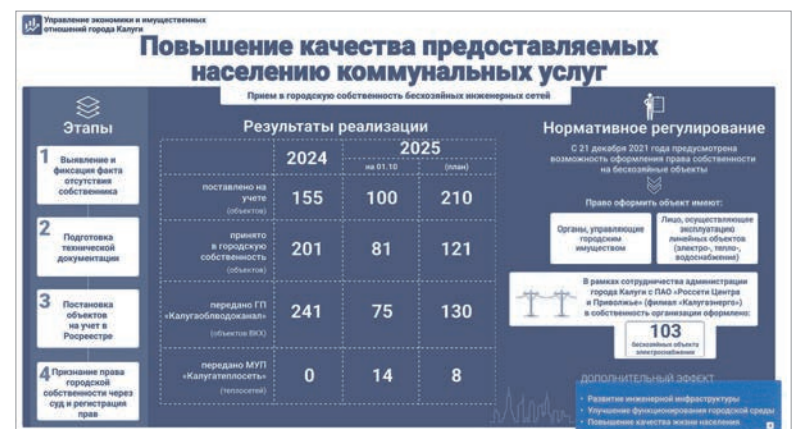 Управление экономики и имущественных
отношений города Калуги
Повышение качества предоставляемых
населению коммунальных услуг
Прием в городскую собственность бесхозяйных инженерных сетей
Этапы
1 Выявление и
фиксация факта
отсутствия
собственника
2 Подготовка
технической
документации
3 Постановка
объектов
на учет в
Росреестре
4 Признание права
городской
собственности через
суд и регистрация
прав
Результаты реализации
2024 2025
на 01.10 (план)
поставлено на
учете
(объектов)
155 100 210
принято
в городскую
собственность
(объектов)
201 81 121
передано ГП
«Калугаоблводоканал»
(объектов ВКХ)
241 75 130
передано МУП
«Калугатеплосеть»
(теплосетей)
0 14 8
Нормативное регулирование
С 21 декабря 2021 года предусмотрена
возможность оформления права собственности
на бесхозяйные объекты
Право оформить объект имеют:
Органы, управляющие
городским
имуществом
Лицо, осуществляющее
эксплуатацию
линейных объектов
(электро-, тепло-,
водоснабжение)
В рамках сотрудничества администрации
города Калуги с ПАО «Россети Центра
и Приволжье» (филиал «Калугаэнерго»)
в собственность организации оформлено:
103
бесхозяйных объекта
электроснабжения
ДОПОЛНИТЕЛЬНЫЙ ЭФФЕКТ
• Развитие инженерной инфраструктуры
• Улучшение функционирования городской среды
• Повышение качества жизни населения